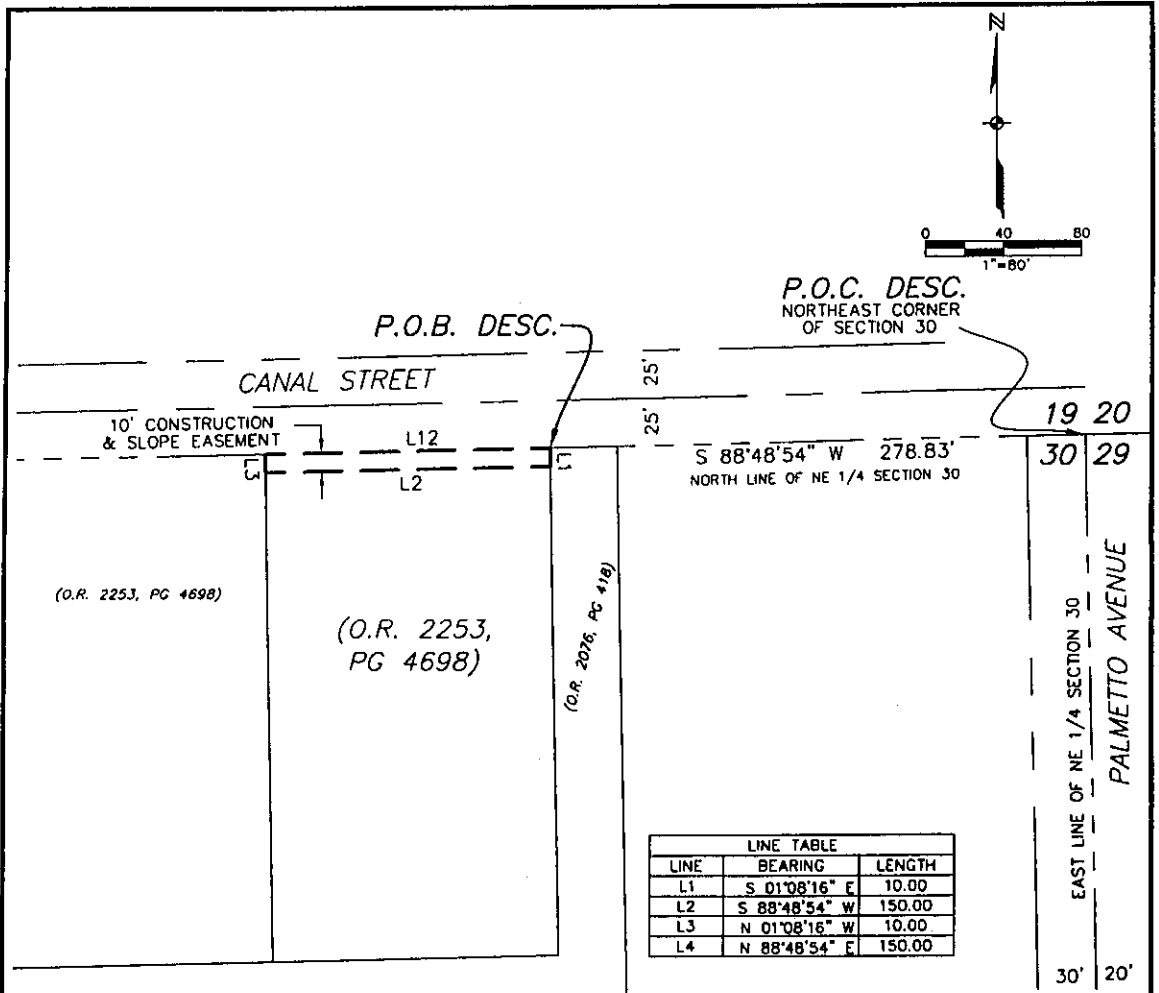 N
0 40 80
1"=80'
P.O.C. DESC.
NORTHEAST CORNER
OF SECTION 30
P.O.B. DESC.
25'
CANAL STREET
25'
19 20
10' CONSTRUCTION
& SLOPE EASEMENT
L12
L1
L3
L2
S 88°48'54" W 278.83'
NORTH LINE OF NE 1/4 SECTION 30
30 29
(O.R. 2253, PG 4698)
(O.R. 2253,
PG 4698)
(O.R. 2076, PG 418)
EAST LINE OF NE 1/4 SECTION 30
PALMETTO AVENUE
LINE TABLE
LINE BEARING LENGTH
L1 S 01°08'16" E 10.00
L2 S 88°48'54" W 150.00
L3 N 01°08'16" W 10.00
L4 N 88°48'54" E 150.00
30' 20'